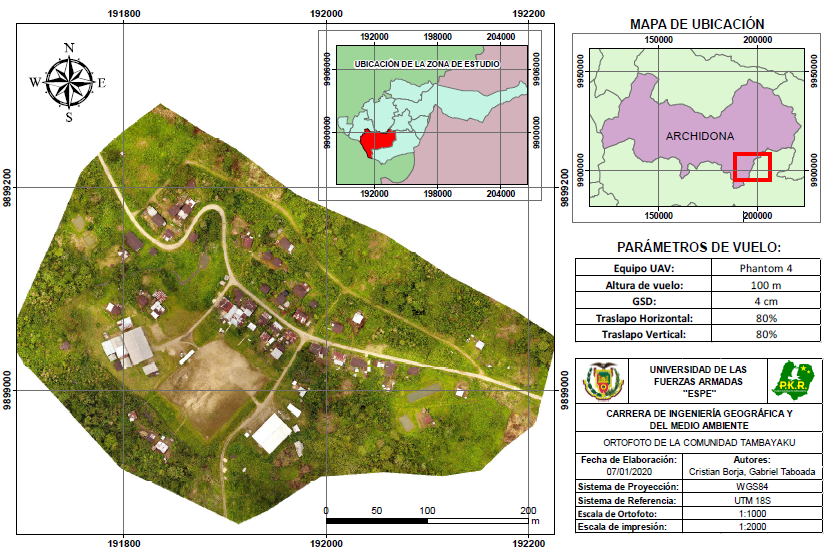 191800 192000 192200
N
W E
S
192000 198000 204000
UBICACIÓN DE LA ZONA DE ESTUDIO
9906000 9906000
9900000 9900000
192000 198000 204000
9899200 9899200
9899000 9899000
0 50 100 200
m
191800 192000 192200
MAPA DE UBICACIÓN
150000 200000
9950000 9950000
ARCHIDONA
9900000 9900000
150000 200000
PARÁMETROS DE VUELO:
Equipo UAV: Phantom 4
Altura de vuelo: 100 m
GSD: 4 cm
Traslapo Horizontal: 80%
Traslapo Vertical: 80%
UNIVERSIDAD DE LAS
FUERZAS ARMADAS
"ESPE"
P.K.R.
CARRERA DE INGENIERÍA GEOGRÁFICA Y
DEL MEDIO AMBIENTE
ORTOFOTO DE LA COMUNIDAD TAMBAYAKU
Fecha de Elaboración: Autores:
07/01/2020 Cristian Borja, Gabriel Taboada
Sistema de Proyección: WGS84
Sistema de Referencia: UTM 18S
Escala de Ortofoto: 1:1000
Escala de impresión: 1:2000